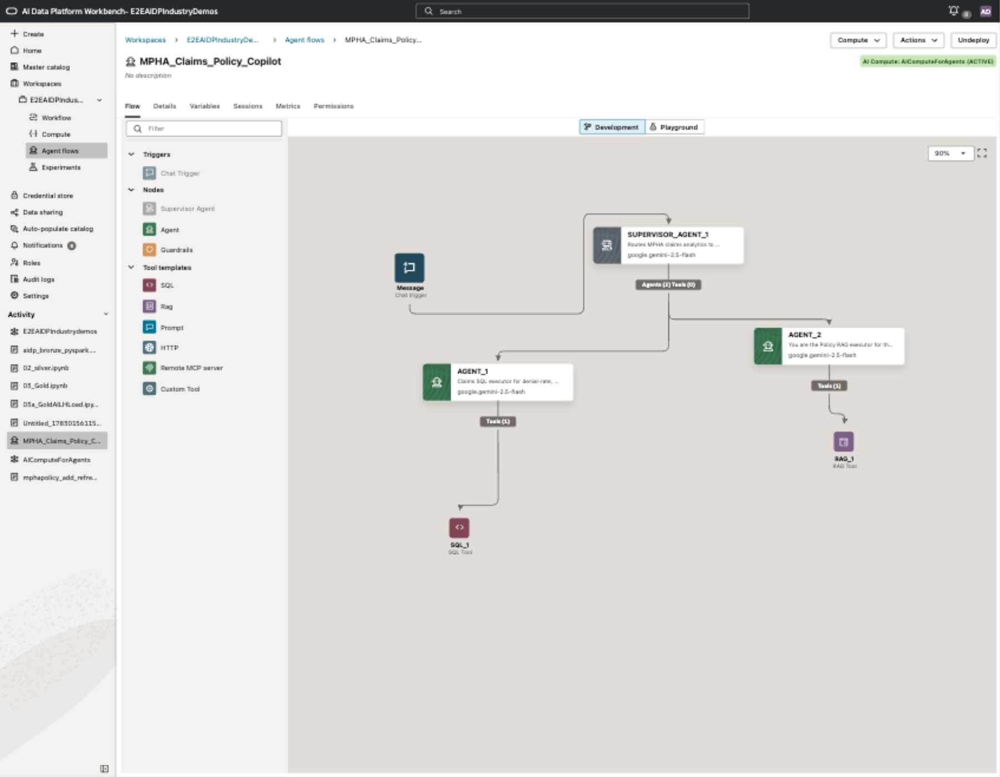 AI Data Platform Workbench- E2EAIDPIndustryDemos
Search
0
AD
Create
Home
Master catalog
Workspaces
E2EAIDPIndus...
Workflow
Compute
Agent flows
Experiments
Credential store
Data sharing
Auto-populate catalog
Notifications
Roles
Audit logs
Settings
Activity
E2EAIDPIndustrydemos
aidp_bronze_pyspark....
02_silver.ipynb
03_Gold.ipynb
03a_GoldAILHLoad.ipy...
Untitled_17830156115...
MPHA_Claims_Policy_C...
AIComputeForAgents
mphapolicy_add_refre...
Workspaces > E2EAIDPIndustryDe... > Agent flows > MPHA_Claims_Policy...
Compute
Actions
Undeploy
MPHA_Claims_Policy_Copilot
AI Compute: AIComputeForAgents (ACTIVE)
No description
Flow
Details
Variables
Sessions
Metrics
Permissions
Filter
Development
Playground
90%
Triggers
Chat Trigger
Nodes
Supervisor Agent
Agent
Guardrails
Tool templates
SQL
Rag
Prompt
HTTP
Remote MCP server
Custom Tool
Message
Chat trigger
SUPERVISOR_AGENT_1
Routes MPHA claims analytics to ...
google.gemini-2.5-flash
Agents (2) Tools (0)
AGENT_2
You are the Policy RAG executor for th...
google.gemini-2.5-flash
Tools (1)
RAG_1
RAG Tool
AGENT_1
Claims SQL executor for denial-rate, ...
google.gemini-2.5-flash
Tools (1)
SQL_1
SQL Tool